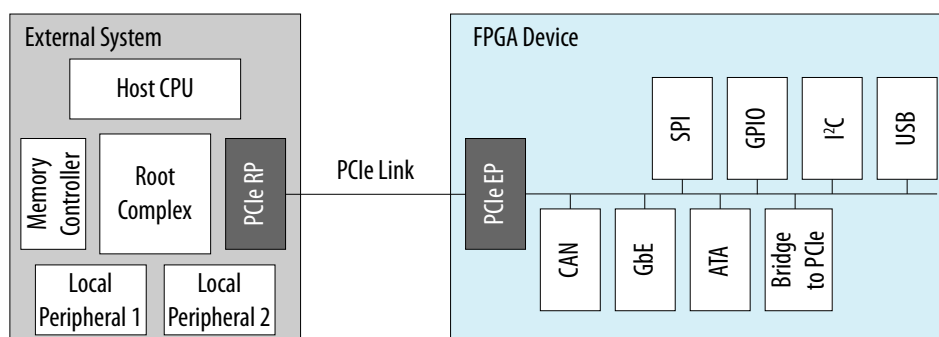 External System
Host CPU
Memory
Controller
Root
Complex
PCIe RP
Local
Peripheral 1
Local
Peripheral 2
PCIe Link
FPGA Device
PCIe EP
SPI
GPIO
I²C
USB
CAN
GbE
ATA
Bridge
to PCIe